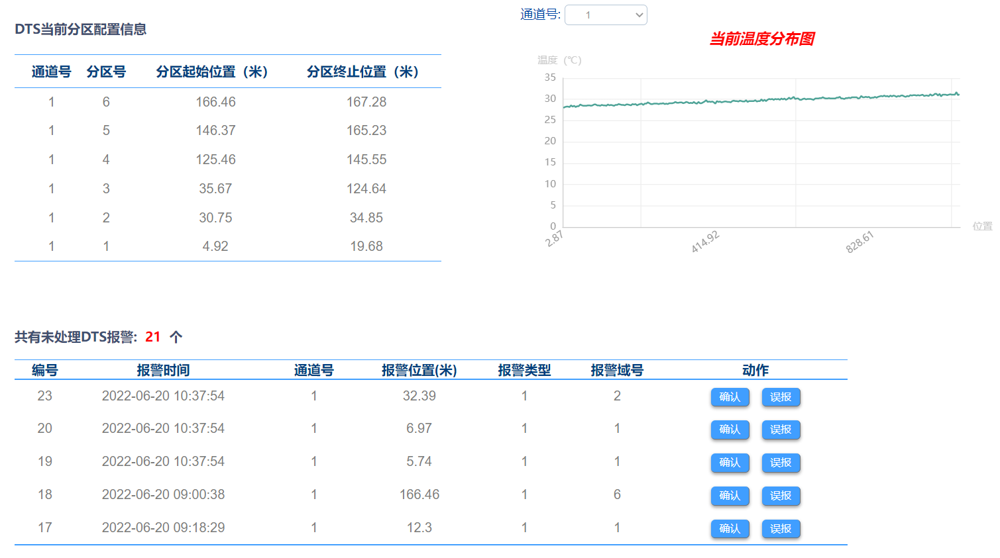 DTS当前分区配置信息
通道号 分区号 分区起始位置（米） 分区终止位置（米）
1 6 166.46 167.28
1 5 146.37 165.23
1 4 125.46 145.55
1 3 35.67 124.64
1 2 30.75 34.85
1 1 4.92 19.68
通道号: 1
当前温度分布图
温度（℃）
35
30
25
20
15
10
5
0
2.87 414.92 828.61
位置
共有未处理DTS报警: 21 个
编号 报警时间 通道号 报警位置(米) 报警类型 报警域号 动作
23 2022-06-20 10:37:54 1 32.39 1 2 确认 误报
20 2022-06-20 10:37:54 1 6.97 1 1 确认 误报
19 2022-06-20 10:37:54 1 5.74 1 1 确认 误报
18 2022-06-20 09:00:38 1 166.46 1 6 确认 误报
17 2022-06-20 09:18:29 1 12.3 1 1 确认 误报